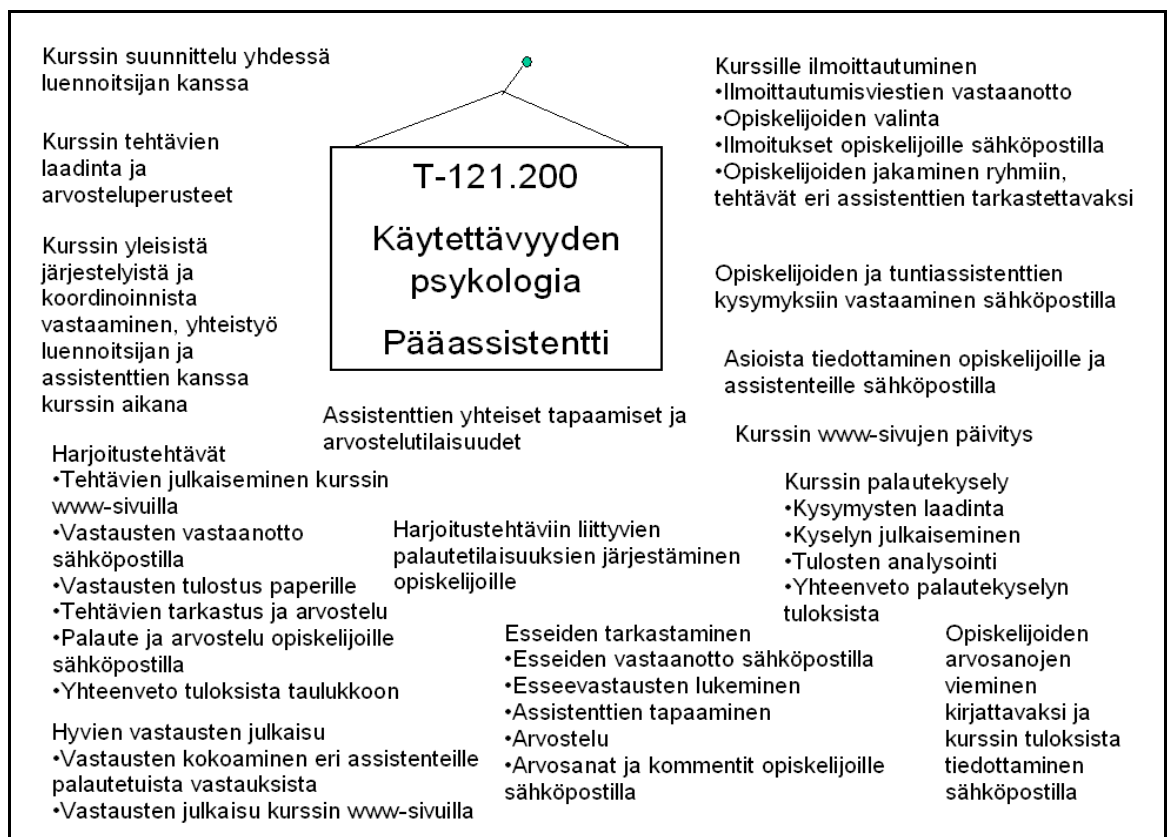 Kurssin suunnittelu yhdessä
luennoitsijan kanssa
Kurssin tehtävien
laadinta ja
arvosteluperusteet
Kurssin yleisistä
järjestelyistä ja
koordinoinnista
vastaaminen, yhteistyö
luennoitsijan ja
assistenttien kanssa
kurssin aikana
T-121.200
Käytettävyyden
psykologia
Pääassistentti
Kurssille ilmoittautuminen
•Ilmoittautumisviestien vastaanotto
•Opiskelijoiden valinta
•Ilmoitukset opiskelijoille sähköpostilla
•Opiskelijoiden jakaminen ryhmiin,
tehtävät eri assistenttien tarkastettavaksi
Opiskelijoiden ja tuntiassistenttien
kysymyksiin vastaaminen sähköpostilla
Asioista tiedottaminen opiskelijoille ja
assistenteille sähköpostilla
Kurssin www-sivujen päivitys
Assistenttien yhteiset tapaamiset ja
arvostelutilaisuudet
Harjoitustehtävät
•Tehtävien julkaiseminen kurssin
www-sivuilla
•Vastausten vastaanotto
sähköpostilla
•Vastausten tulostus paperille
•Tehtävien tarkastus ja arvostelu
•Palaute ja arvostelu opiskelijoille
sähköpostilla
•Yhteenveto tuloksista taulukkoon
Harjoitustehtäviin liittyvien
palautetilaisuuksien järjestäminen
opiskelijoille
Kurssin palautekysely
•Kysymysten laadinta
•Kyselyn julkaiseminen
•Tulosten analysointi
•Yhteenveto palautekyselyn
tuloksista
Hyvien vastausten julkaisu
•Vastausten kokoaminen eri assistenteille
palautetuista vastauksista
•Vastausten julkaisu kurssin www-sivuilla
Esseiden tarkastaminen
•Esseiden vastaanotto sähköpostilla
•Esseevastausten lukeminen
•Assistenttien tapaaminen
•Arvostelu
•Arvosanat ja kommentit opiskelijoille
sähköpostilla
Opiskelijoiden
arvosanojen
vieminen
kirjattavaksi ja
kurssin tuloksista
tiedottaminen
sähköpostilla